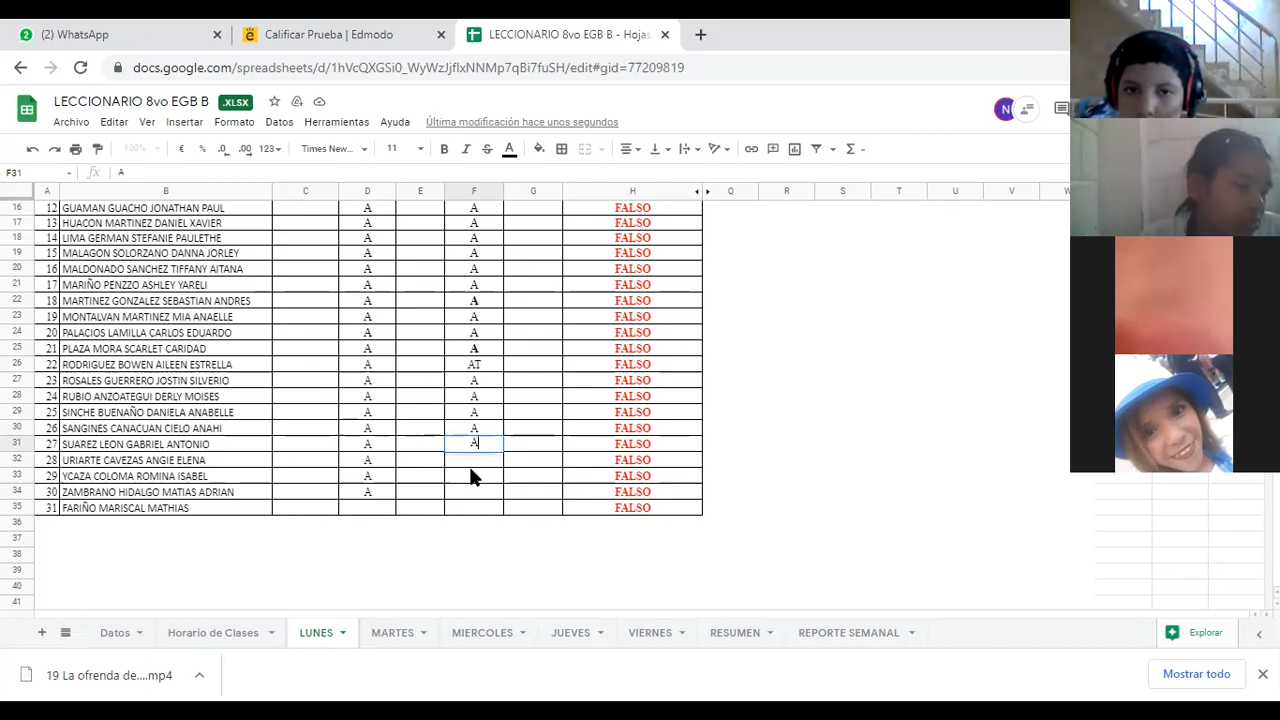 2 (2) WhatsApp Calificar Prueba | Edmodo LECCIONARIO 8vo EGB B - Hojas
docs.google.com/spreadsheets/d/1hVcQXGSi0_WyWzJjflxNNMp7qBi7fuSH/edit#gid=77209819
LECCIONARIO 8vo EGB B .XLSX
N
Archivo Editar Ver Insertar Formato Datos Herramientas Ayuda Última modificación hace unos segundos
100% € % .0 .00 123 Times New... 11 B I S A
F31 fx A
A B C D E F G H Q R S T U V W
16 12 GUAMAN GUACHO JONATHAN PAUL A A FALSO
17 13 HUACON MARTINEZ DANIEL XAVIER A A FALSO
18 14 LIMA GERMAN STEFANIE PAULETHE A A FALSO
19 15 MALAGON SOLORZANO DANNA JORLEY A A FALSO
20 16 MALDONADO SANCHEZ TIFFANY AITANA A A FALSO
21 17 MARIÑO PENZZO ASHLEY YARELI A A FALSO
22 18 MARTINEZ GONZALEZ SEBASTIAN ANDRES A A FALSO
23 19 MONTALVAN MARTINEZ MIA ANAELLE A A FALSO
24 20 PALACIOS LAMILLA CARLOS EDUARDO A A FALSO
25 21 PLAZA MORA SCARLET CARIDAD A A FALSO
26 22 RODRIGUEZ BOWEN AILEEN ESTRELLA A AT FALSO
27 23 ROSALES GUERRERO JOSTIN SILVERIO A A FALSO
28 24 RUBIO ANZOATEGUI DERLY MOISES A A FALSO
29 25 SINCHE BUENAÑO DANIELA ANABELLE A A FALSO
30 26 SANGINES CANACUAN CIELO ANAHI A A FALSO
31 27 SUAREZ LEON GABRIEL ANTONIO A A FALSO
32 28 URIARTE CAVEZAS ANGIE ELENA A FALSO
33 29 YCAZA COLOMA ROMINA ISABEL A FALSO
34 30 ZAMBRANO HIDALGO MATIAS ADRIAN A FALSO
35 31 FARIÑO MARISCAL MATHIAS FALSO
36
37
38
39
40
41
Datos Horario de Clases LUNES MARTES MIERCOLES JUEVES VIERNES RESUMEN REPORTE SEMANAL Explorar
19 La ofrenda de....mp4 Mostrar todo